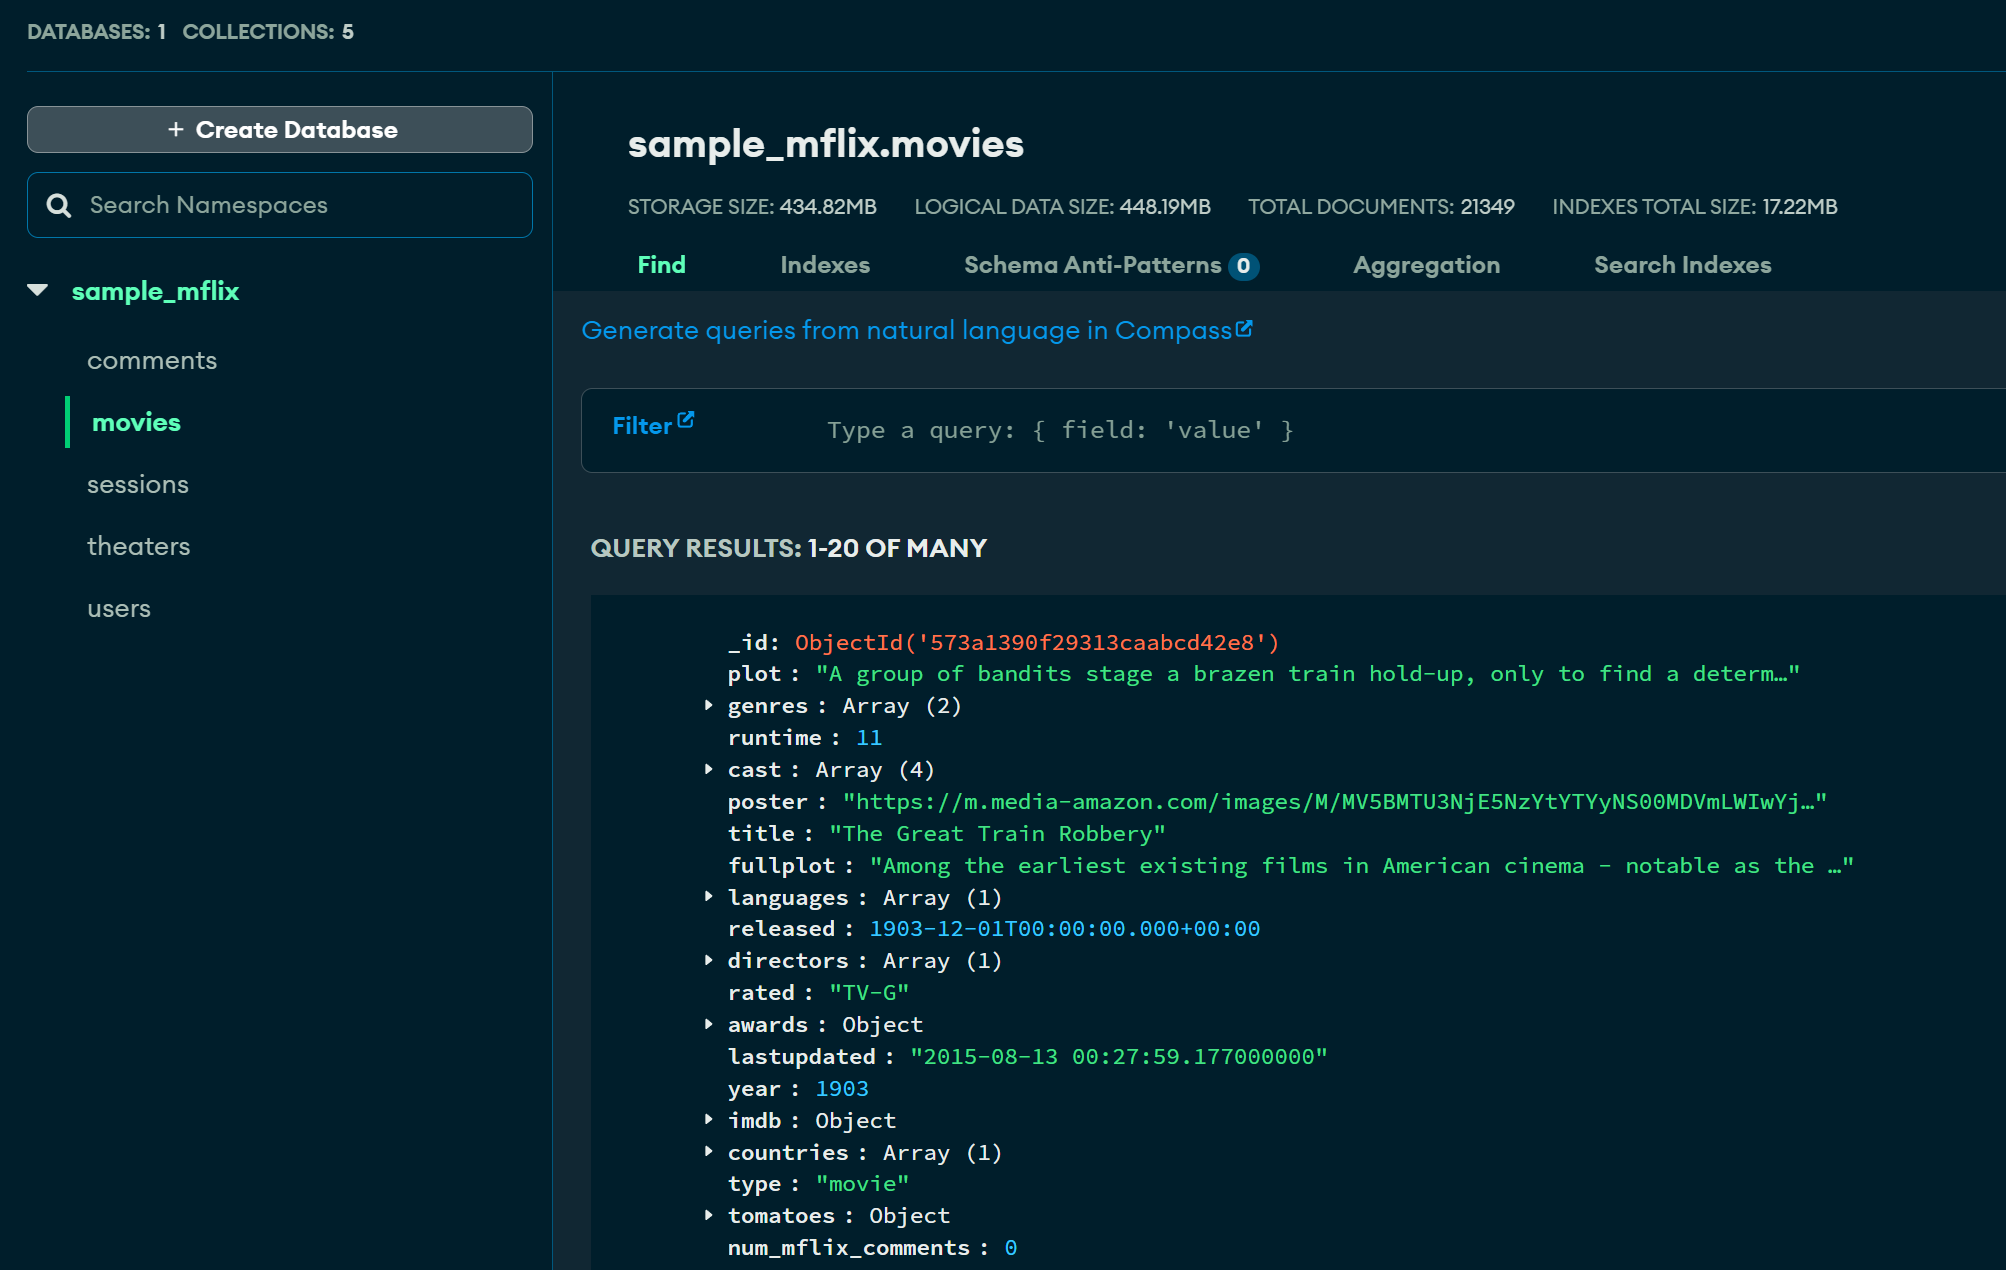 DATABASES: 1 COLLECTIONS: 5
+ Create Database
Search Namespaces
sample_mflix
comments
movies
sessions
theaters
users
sample_mflix.movies
STORAGE SIZE: 434.82MB LOGICAL DATA SIZE: 448.19MB TOTAL DOCUMENTS: 21349 INDEXES TOTAL SIZE: 17.22MB
Find Indexes Schema Anti-Patterns 0 Aggregation Search Indexes
Generate queries from natural language in Compass
Filter Type a query: { field: 'value' }
QUERY RESULTS: 1-20 OF MANY
_id: ObjectId('573a1390f29313caabcd42e8')
plot : "A group of bandits stage a brazen train hold-up, only to find a determ…"
genres : Array (2)
runtime : 11
cast : Array (4)
poster : "https://m.media-amazon.com/images/M/MV5BMTU3NjE5NzYtYTYyNS00MDVmLWIwYj…"
title : "The Great Train Robbery"
fullplot : "Among the earliest existing films in American cinema - notable as the …"
languages : Array (1)
released : 1903-12-01T00:00:00.000+00:00
directors : Array (1)
rated : "TV-G"
awards : Object
lastupdated : "2015-08-13 00:27:59.177000000"
year : 1903
imdb : Object
countries : Array (1)
type : "movie"
tomatoes : Object
num_mflix_comments : 0